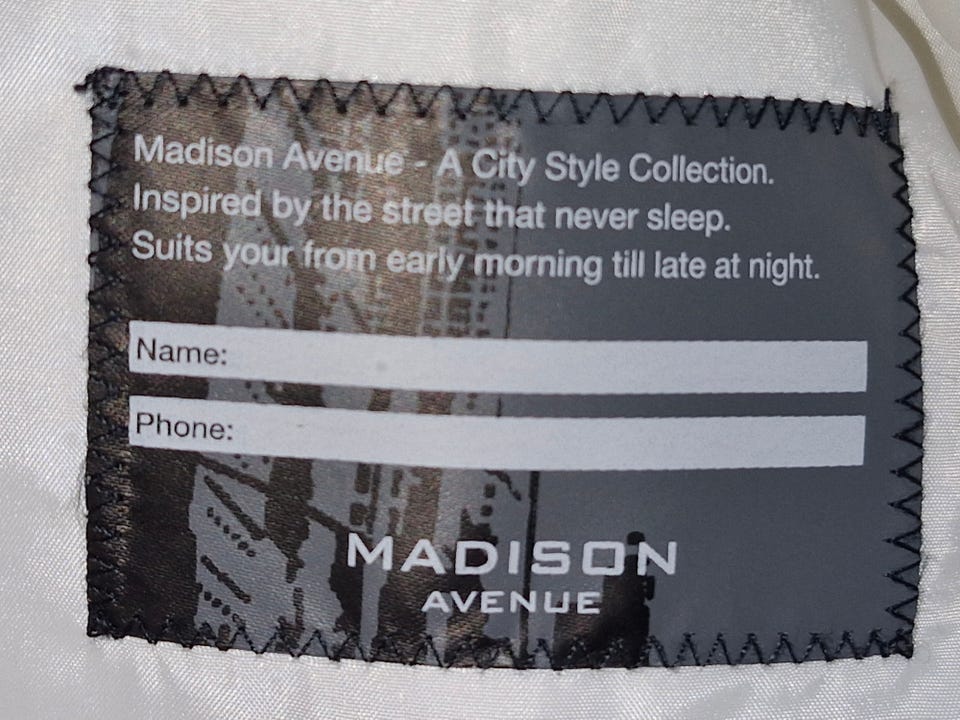 Madison Avenue - A City Style Collection.
Inspired by the street that never sleep.
Suits your from early morning till late at night.
Name:
Phone:
MADISON
AVENUE